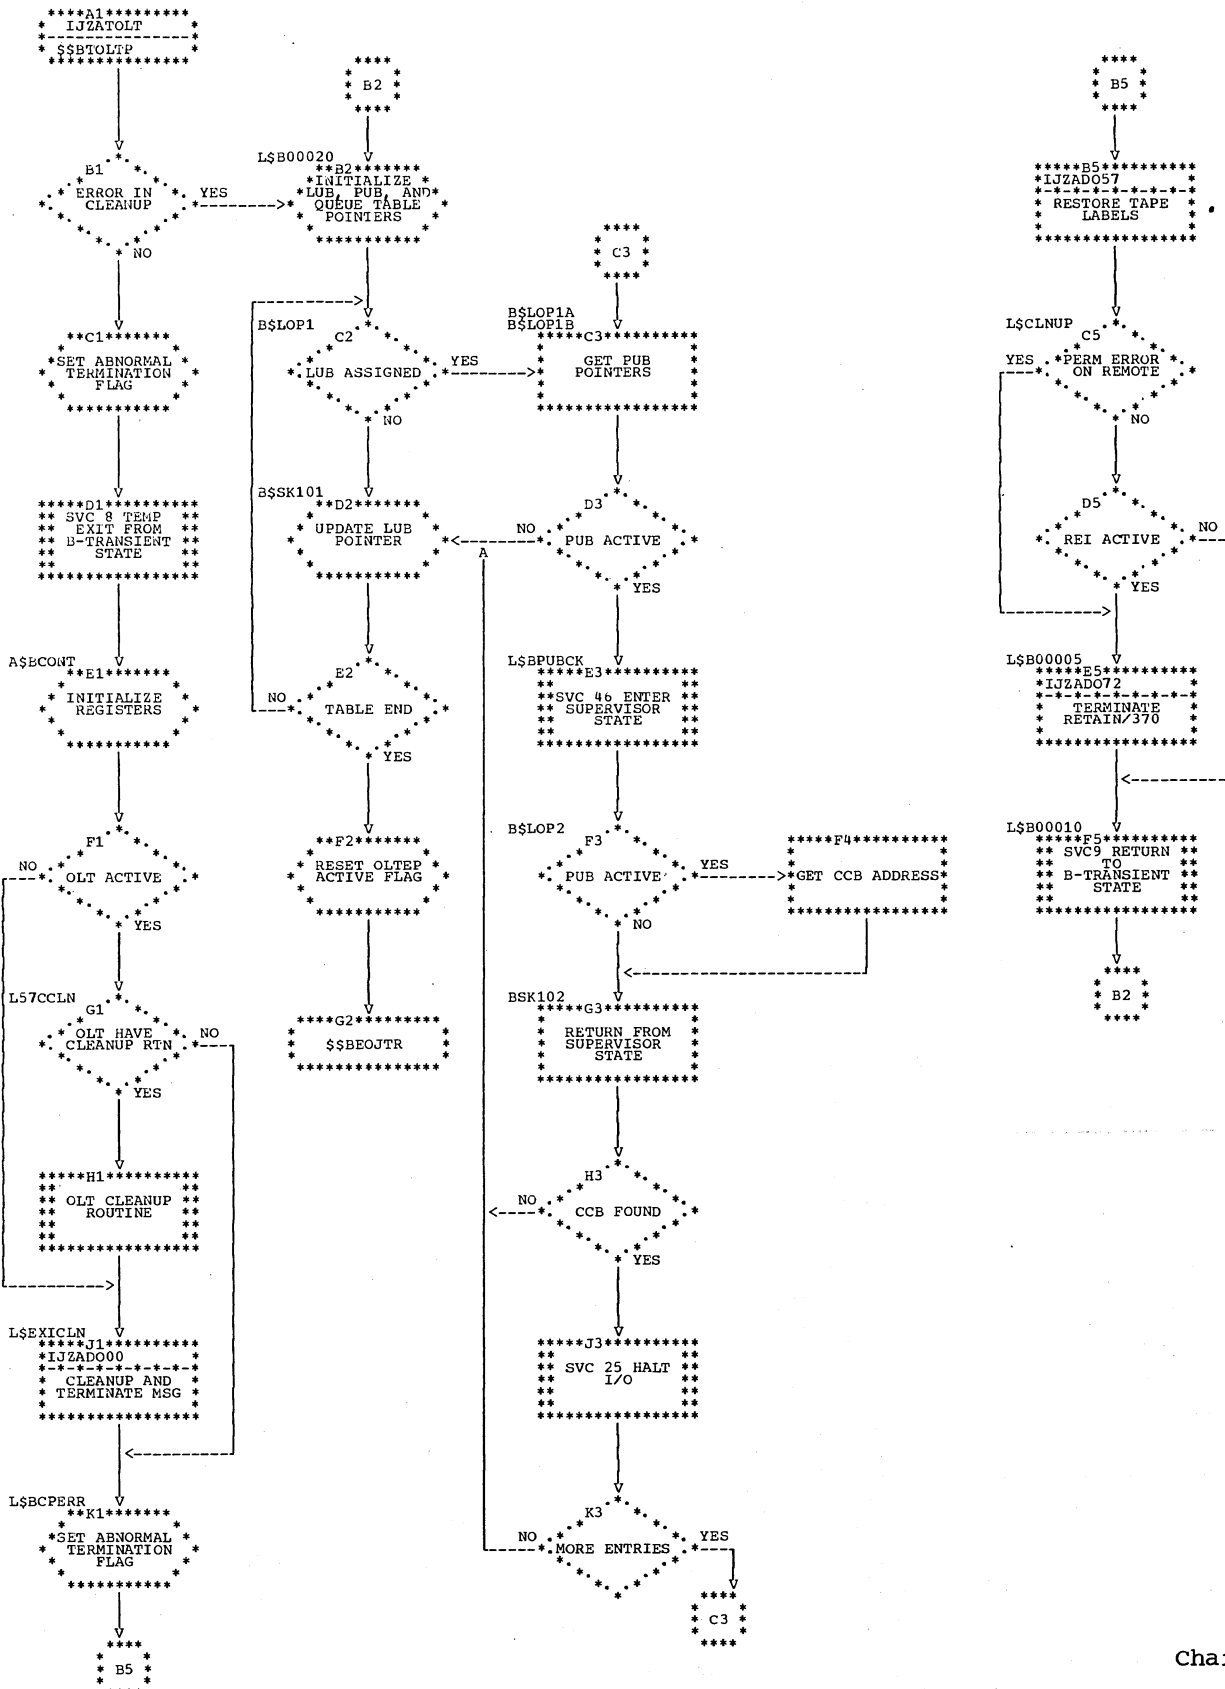 A1
IJZATOLT
$$BTOLTP
B1
ERROR IN
CLEANUP
YES
NO
C1
SET ABNORMAL
TERMINATION
FLAG
D1
SVC 8 TEMP
EXIT FROM
B-TRANSIENT
STATE
A$BCONT
E1
INITIALIZE
REGISTERS
F1
OLT ACTIVE
NO
YES
L57CCLN
G1
OLT HAVE
CLEANUP RTN
NO
YES
H1
OLT CLEANUP
ROUTINE
L$EXICLN
J1
IJZADO00
CLEANUP AND
TERMINATE MSG
L$BCPERR
K1
SET ABNORMAL
TERMINATION
FLAG
B5
B2
L$B00020
B2
INITIALIZE
LUB, PUB, AND
QUEUE TABLE
POINTERS
B$LOP1
C2
LUB ASSIGNED
YES
NO
B$SK101
D2
UPDATE LUB
POINTER
E2
TABLE END
NO
YES
F2
RESET OLTEP
ACTIVE FLAG
G2
$$BEOJTR
C3
B$LOP1A
B$LOP1B
C3
GET PUB
POINTERS
D3
PUB ACTIVE
NO
A
YES
L$BPUBCK
E3
SVC 46 ENTER
SUPERVISOR
STATE
B$LOP2
F3
PUB ACTIVE
YES
NO
F4
GET CCB ADDRESS
BSK102
G3
RETURN FROM
SUPERVISOR
STATE
H3
CCB FOUND
NO
YES
J3
SVC 25 HALT
I/O
K3
MORE ENTRIES
NO
YES
C3
B5
B5
IJZADO57
RESTORE TAPE
LABELS
L$CLNUP
C5
PERM ERROR
ON REMOTE
YES
NO
D5
REI ACTIVE
NO
YES
L$B00005
E5
IJZADO72
TERMINATE
RETAIN/370
L$B00010
F5
SVC9 RETURN
TO
B-TRANSIENT
STATE
B2